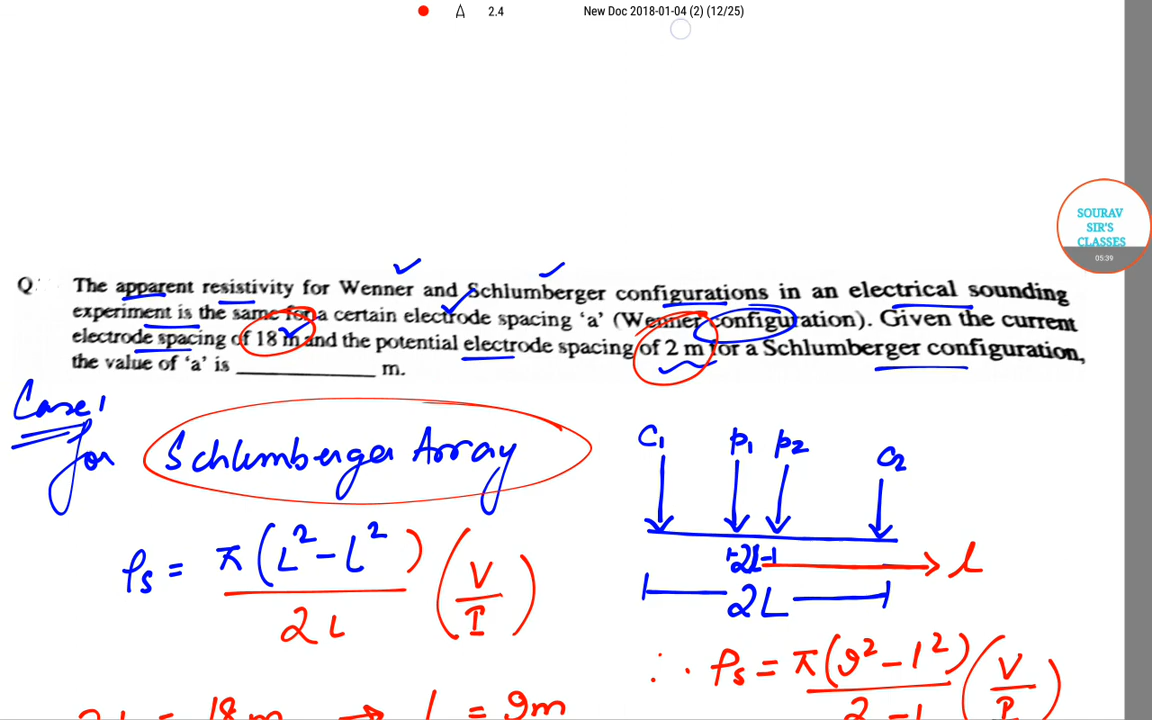 A 2.4 New Doc 2018-01-04 (2) (12/25)
SOURAV
SIR'S
CLASSES
05:39
Q. The apparent resistivity for Wenner and Schlumberger configurations in an electrical sounding
experiment is the same for a certain electrode spacing ‘a’ (Wenner configuration). Given the current
electrode spacing of 18 m and the potential electrode spacing of 2 m for a Schlumberger configuration,
the value of ‘a’ is ____________ m.
Case 1
for Schlumberger Array
C1 P1 P2 C2
ρs = π(L² - l²) / 2l (V/I)
2l l
2L
∴ ρs = π(9² - 1²) / 2 (V/I)
18m → L = 9m